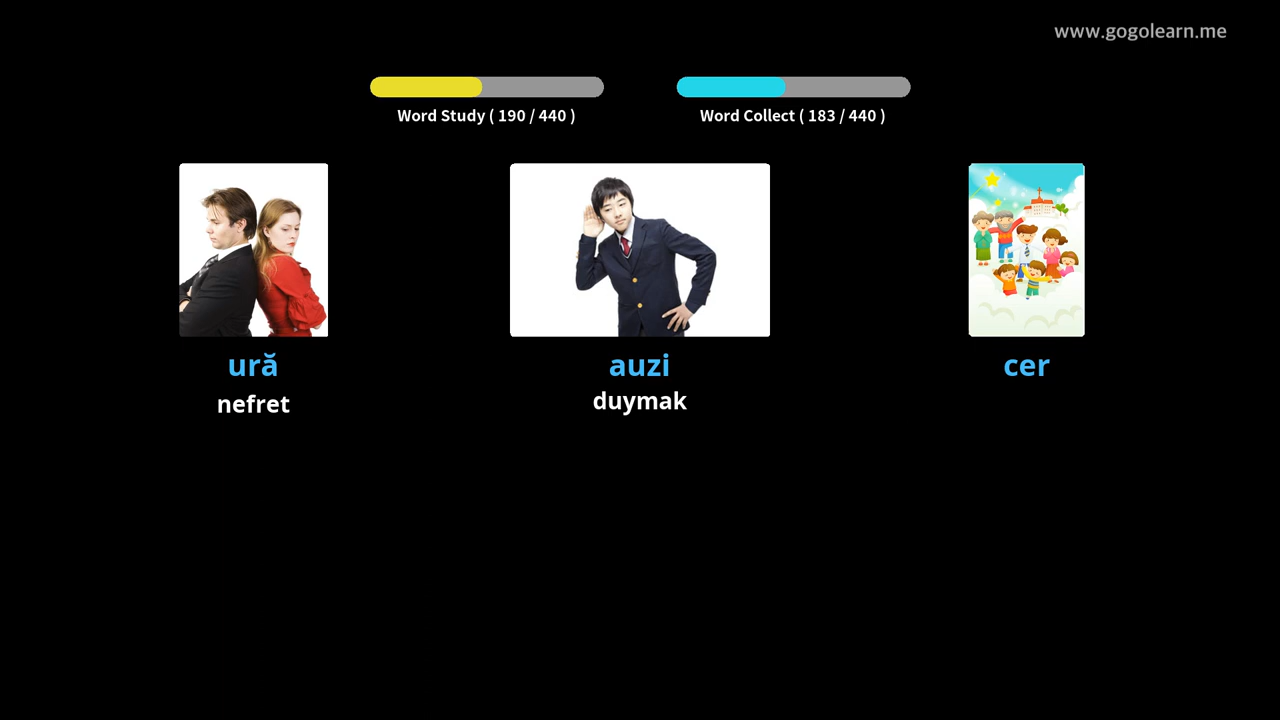 www.gogolearn.me
Word Study ( 190 / 440 )
Word Collect ( 183 / 440 )
ură
auzi
cer
nefret
duymak